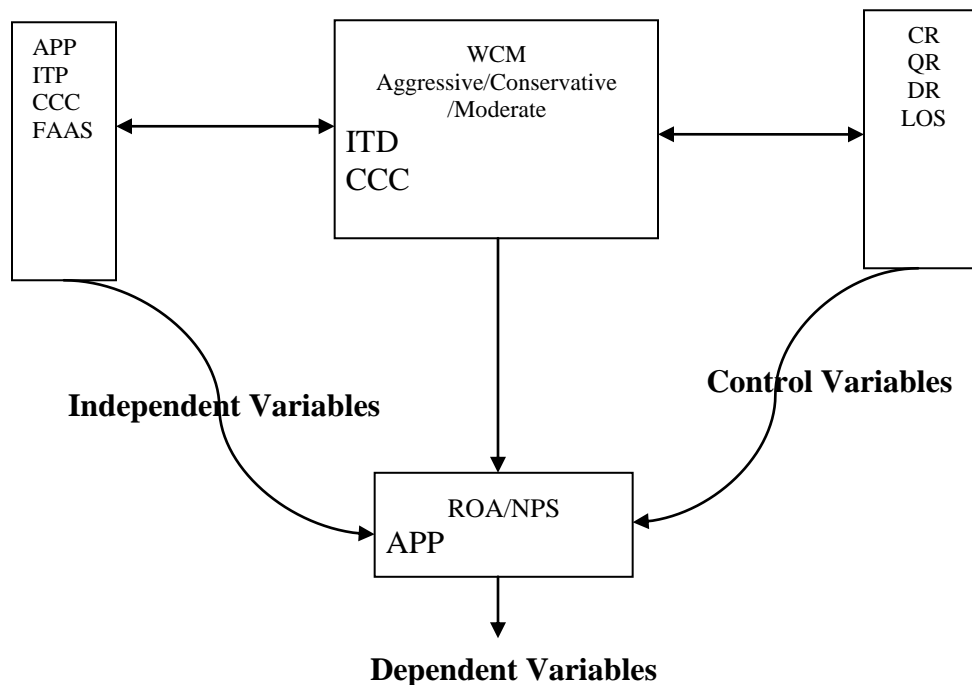 APP
ITP
CCC
FAAS
WCM
Aggressive/Conservative
/Moderate
ITD
CCC
CR
QR
DR
LOS
Independent Variables
Control Variables
ROA/NPS
APP
Dependent Variables